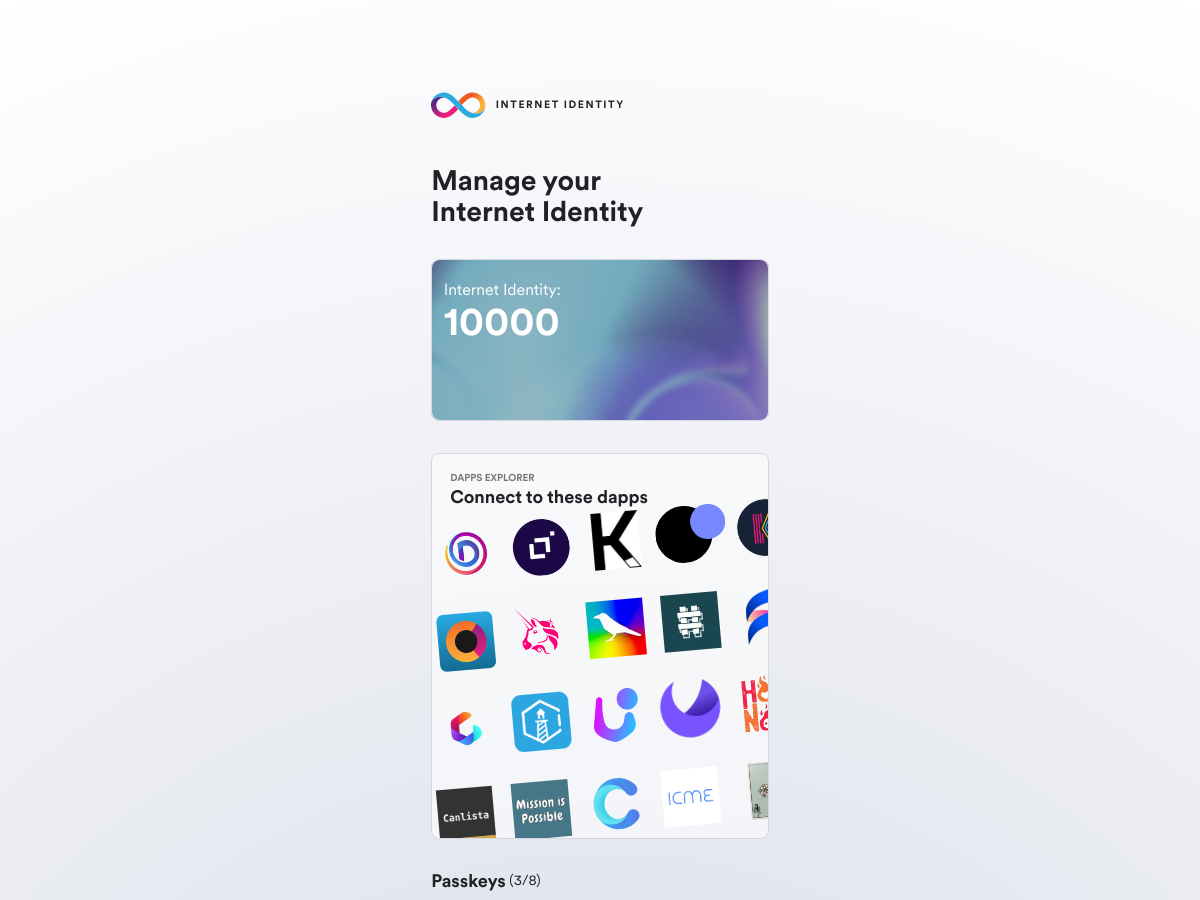 INTERNET IDENTITY
Manage your
Internet Identity
Internet Identity:
10000
DAPPS EXPLORER
Connect to these dapps
K
Canlista
Mission is
Possible
ICME
Passkeys (3/8)